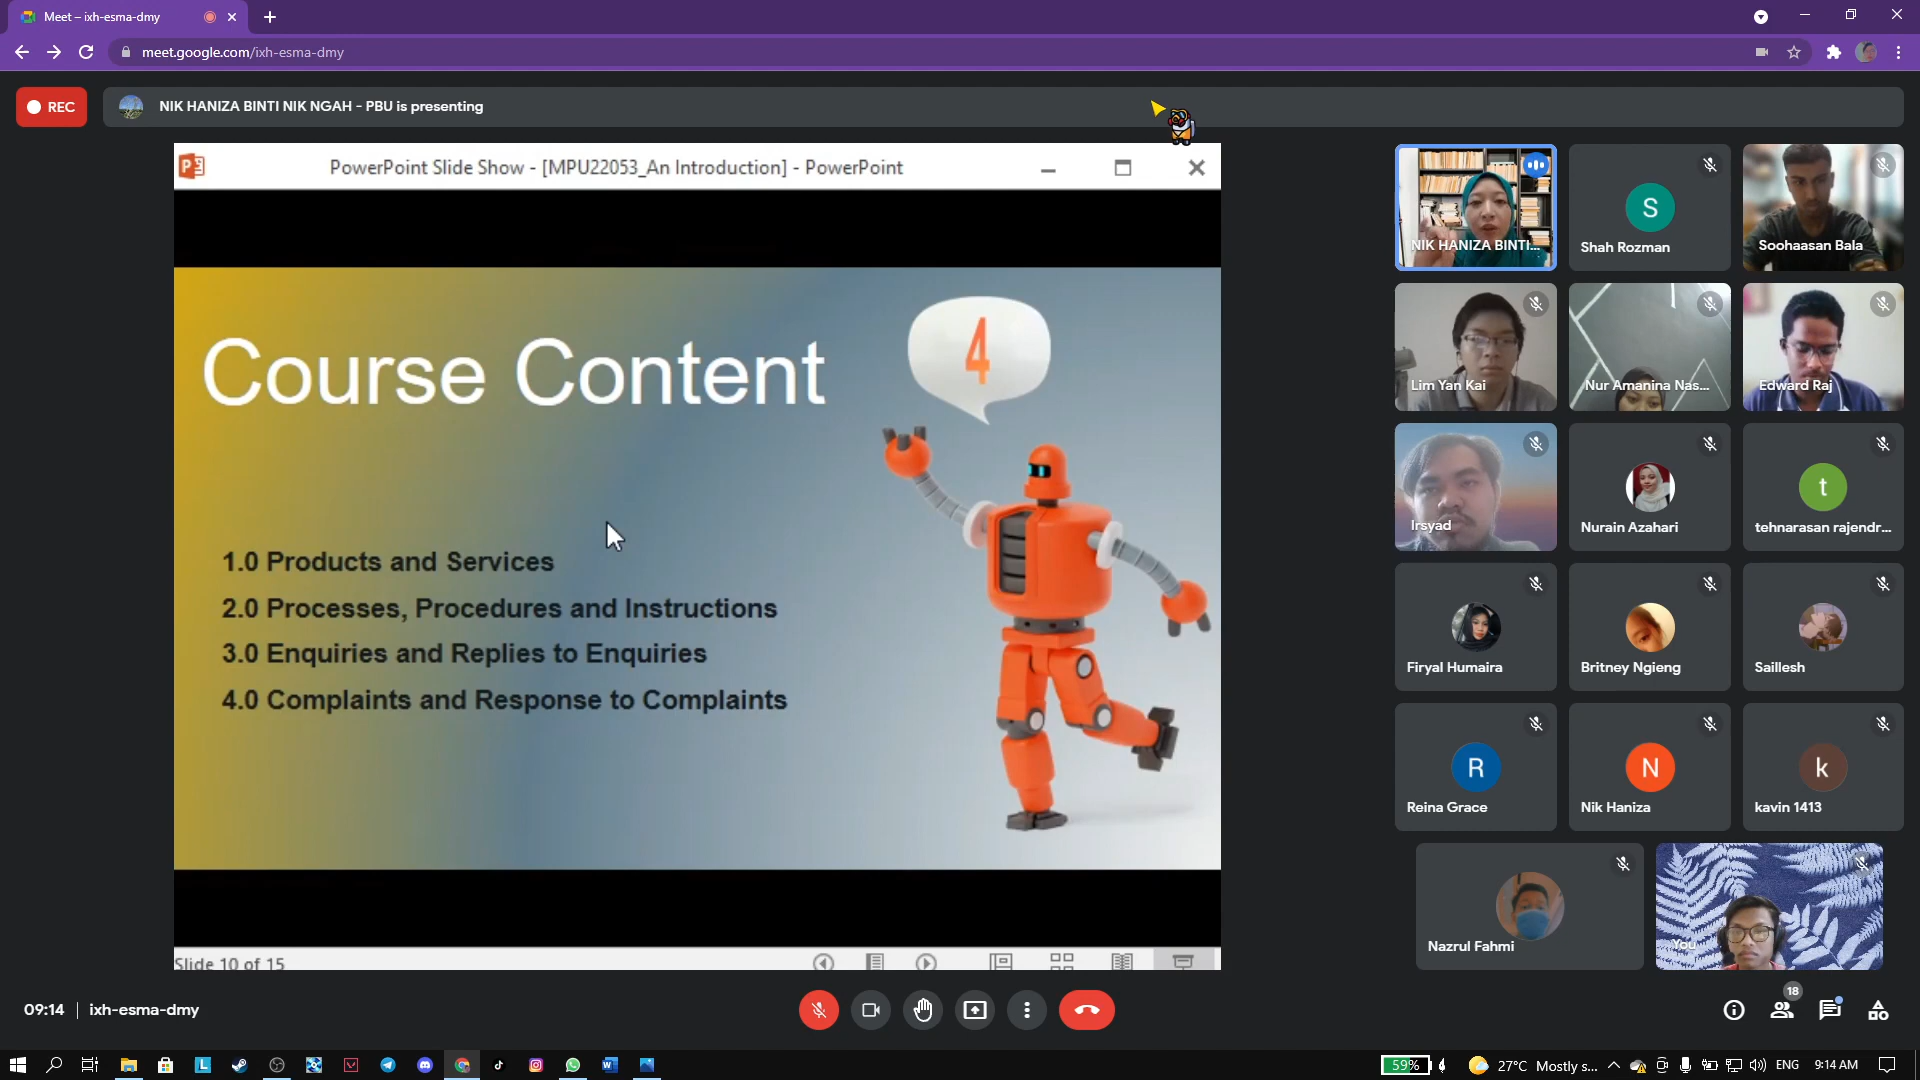 Meet – ixh-esma-dmy
meet.google.com/ixh-esma-dmy
REC
NIK HANIZA BINTI NIK NGAH - PBU is presenting
PowerPoint Slide Show - [MPU22053_An Introduction] - PowerPoint
Course Content
4
1.0 Products and Services
2.0 Processes, Procedures and Instructions
3.0 Enquiries and Replies to Enquiries
4.0 Complaints and Response to Complaints
Slide 10 of 15
NIK HANIZA BINTI...
S
Shah Rozman
Soohaasan Bala
Lim Yan Kai
Nur Amanina Nas...
Edward Raj
Irsyad
Nurain Azahari
t
tehnarasan rajendr...
Firyal Humaira
Britney Ngieng
Saillesh
R
Reina Grace
N
Nik Haniza
k
kavin 1413
Nazrul Fahmi
You
09:14 | ixh-esma-dmy
18
59%
27°C Mostly s...
ENG
9:14 AM